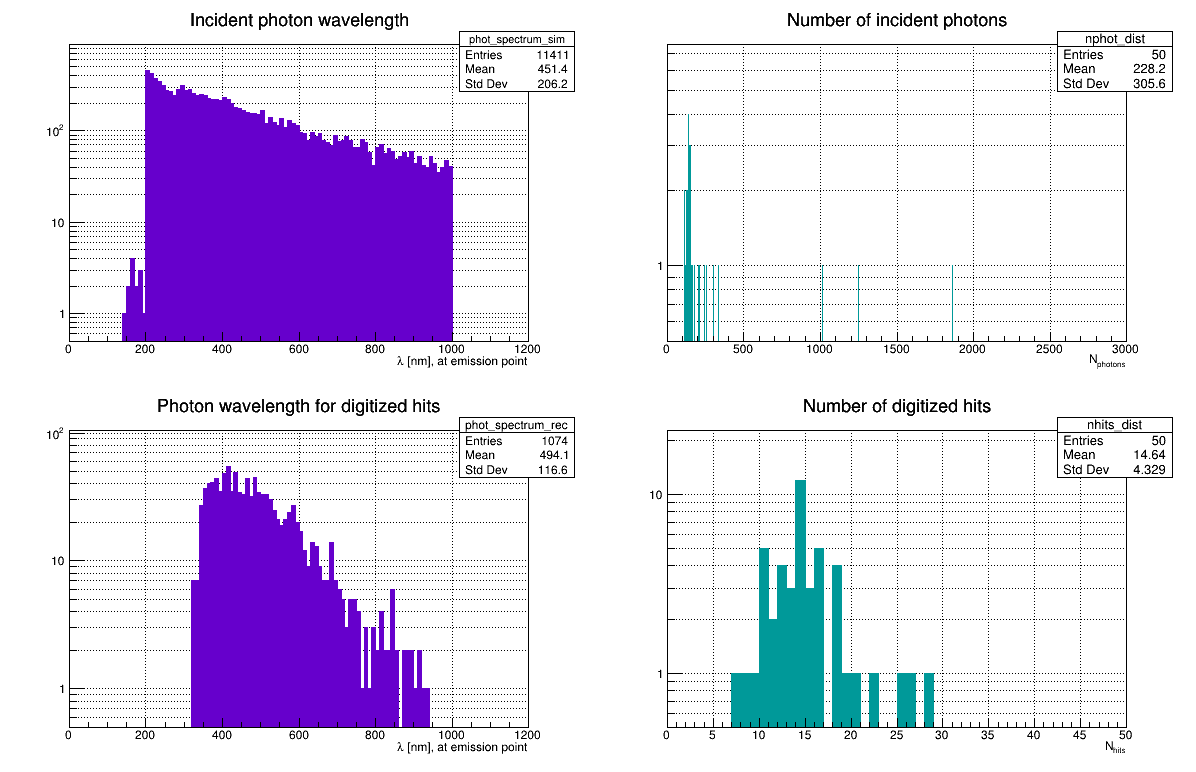 Incident photon wavelength
phot_spectrum_sim
Entries 11411
Mean 451.4
Std Dev 206.2
10²
10
1
0 200 400 600 800 1000 1200
λ [nm], at emission point
Number of incident photons
nphot_dist
Entries 50
Mean 228.2
Std Dev 305.6
1
0 500 1000 1500 2000 2500 3000
Nphotons
Photon wavelength for digitized hits
phot_spectrum_rec
Entries 1074
Mean 494.1
Std Dev 116.6
10²
10
1
0 200 400 600 800 1000 1200
λ [nm], at emission point
Number of digitized hits
nhits_dist
Entries 50
Mean 14.64
Std Dev 4.329
10
1
0 5 10 15 20 25 30 35 40 45 50
Nhits